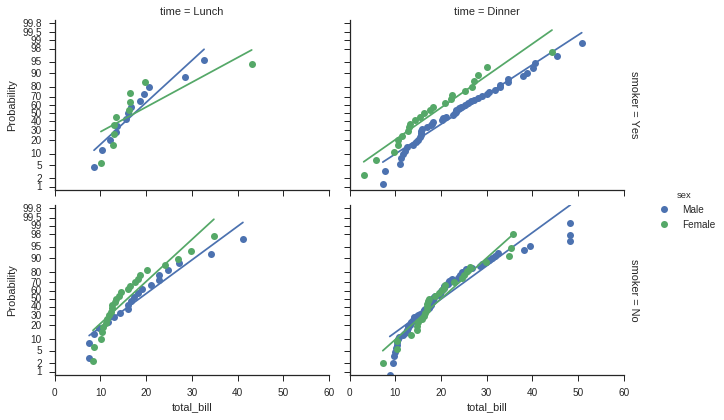 time = Lunch
time = Dinner
99.8
99.5
99
98
95
90
80
70
60
50
40
30
20
10
5
2
1
Probability
smoker = Yes
sex
Male
Female
99.8
99.5
99
98
95
90
80
70
60
50
40
30
20
10
5
2
1
Probability
smoker = No
0 10 20 30 40 50 60
0 10 20 30 40 50 60
total_bill
total_bill